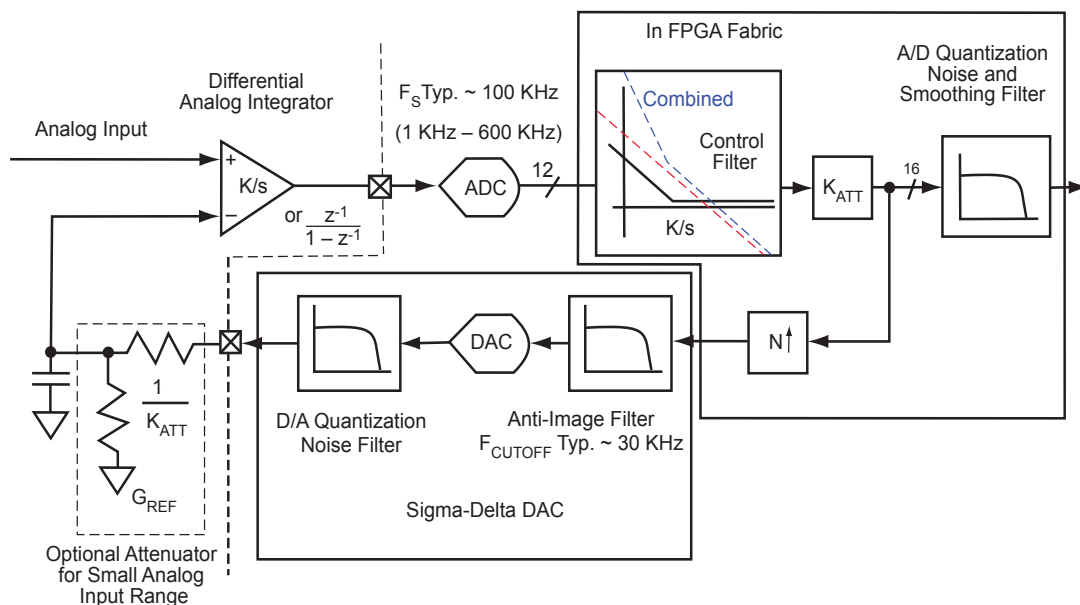 In FPGA Fabric
Differential
Analog Integrator
F_S Typ. ~ 100 KHz
(1 KHz – 600 KHz)
A/D Quantization
Noise and
Smoothing Filter
Analog Input
Combined
Control
Filter
+
K/s
−
ADC
12
K/s
K_ATT
16
or z^-1 / 1 – z^-1
N
DAC
1
K_ATT
G_REF
D/A Quantization
Noise Filter
Anti-Image Filter
F_CUTOFF Typ. ~ 30 KHz
Sigma-Delta DAC
Optional Attenuator
for Small Analog
Input Range